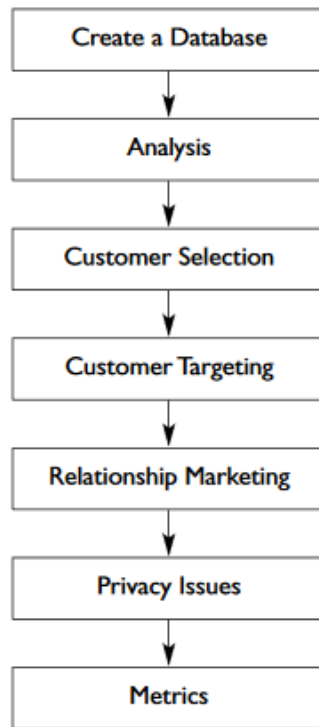 Create a Database
Analysis
Customer Selection
Customer Targeting
Relationship Marketing
Privacy Issues
Metrics